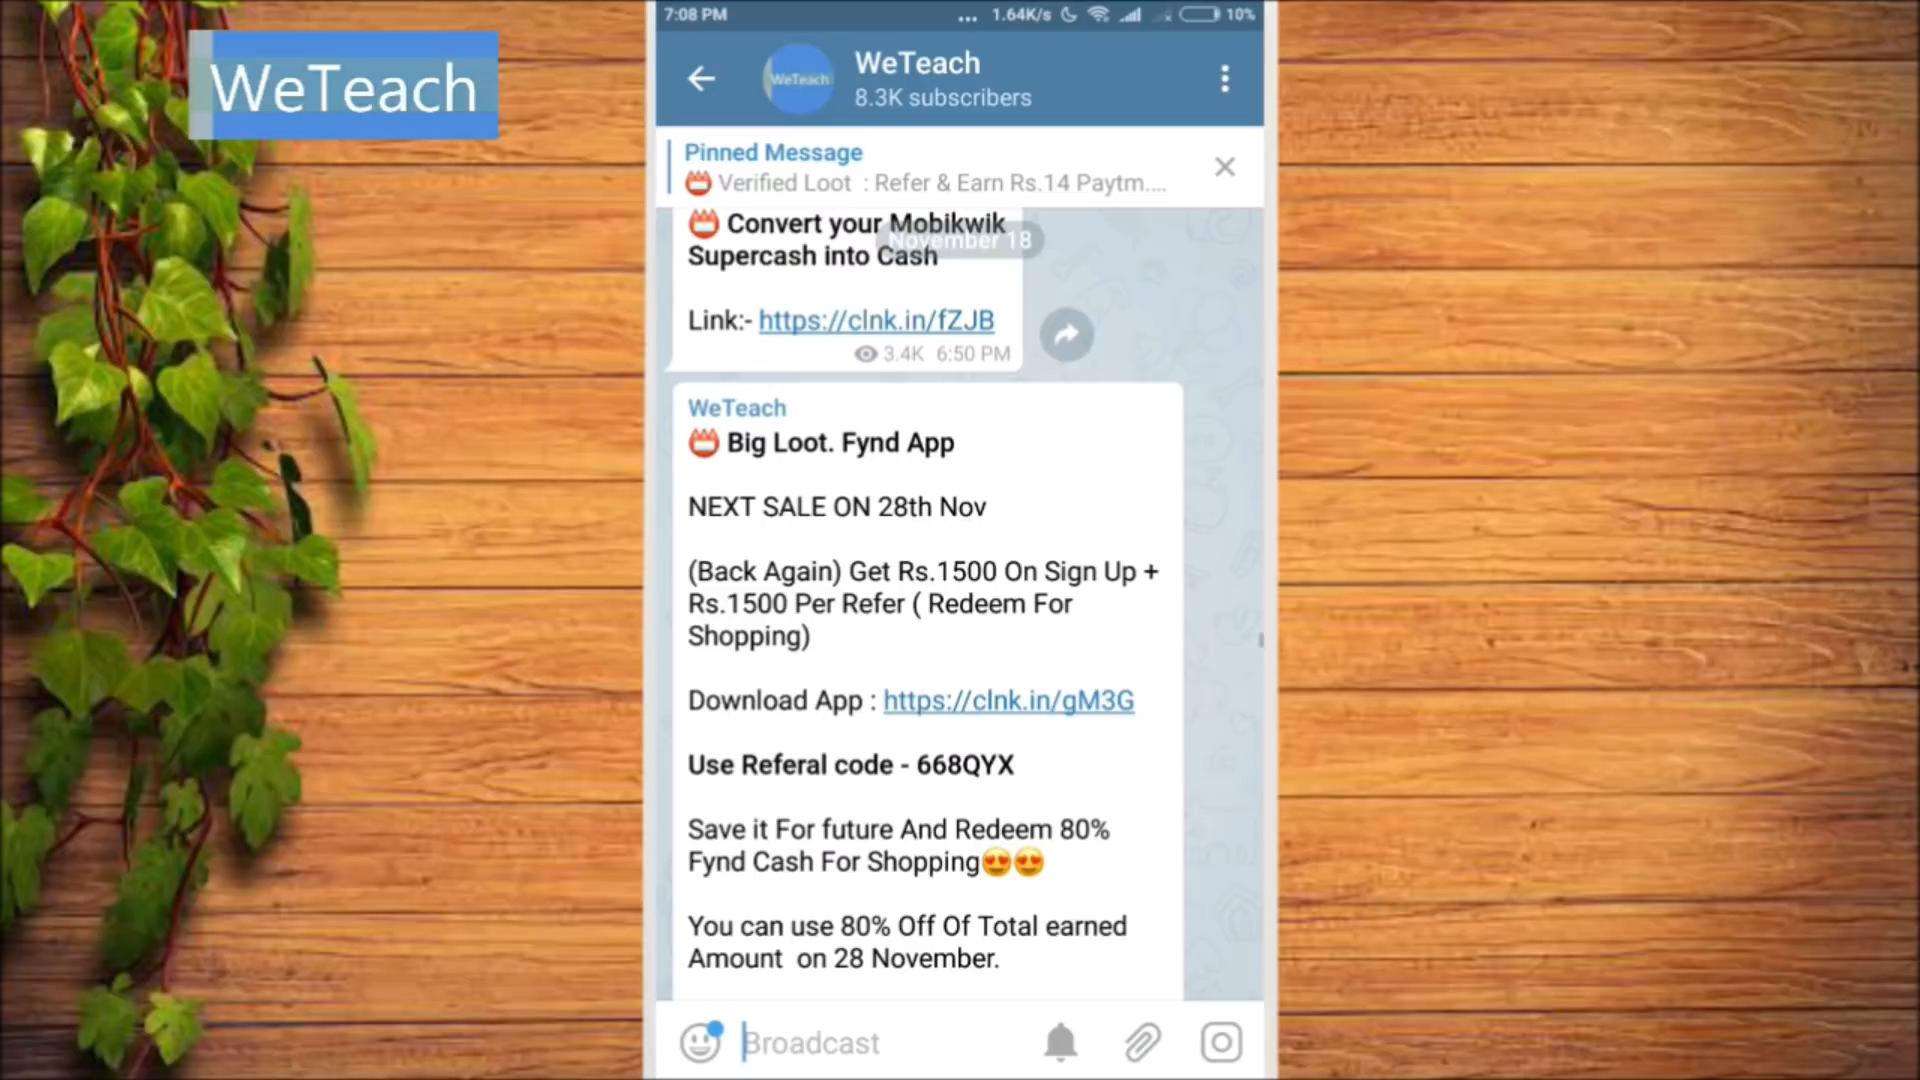 WeTeach
7:08 PM
... 1.64K/s 10%
WeTeach
WeTeach
8.3K subscribers
Pinned Message
Verified Loot : Refer & Earn Rs.14 Paytm....
Convert your Mobikwik
November 18
Supercash into Cash
Link:- https://clnk.in/fZJB
3.4K 6:50 PM
WeTeach
Big Loot. Fynd App
NEXT SALE ON 28th Nov
(Back Again) Get Rs.1500 On Sign Up +
Rs.1500 Per Refer ( Redeem For
Shopping)
Download App : https://clnk.in/gM3G
Use Referal code - 668QYX
Save it For future And Redeem 80%
Fynd Cash For Shopping😍😍
You can use 80% Off Of Total earned
Amount on 28 November.
Broadcast